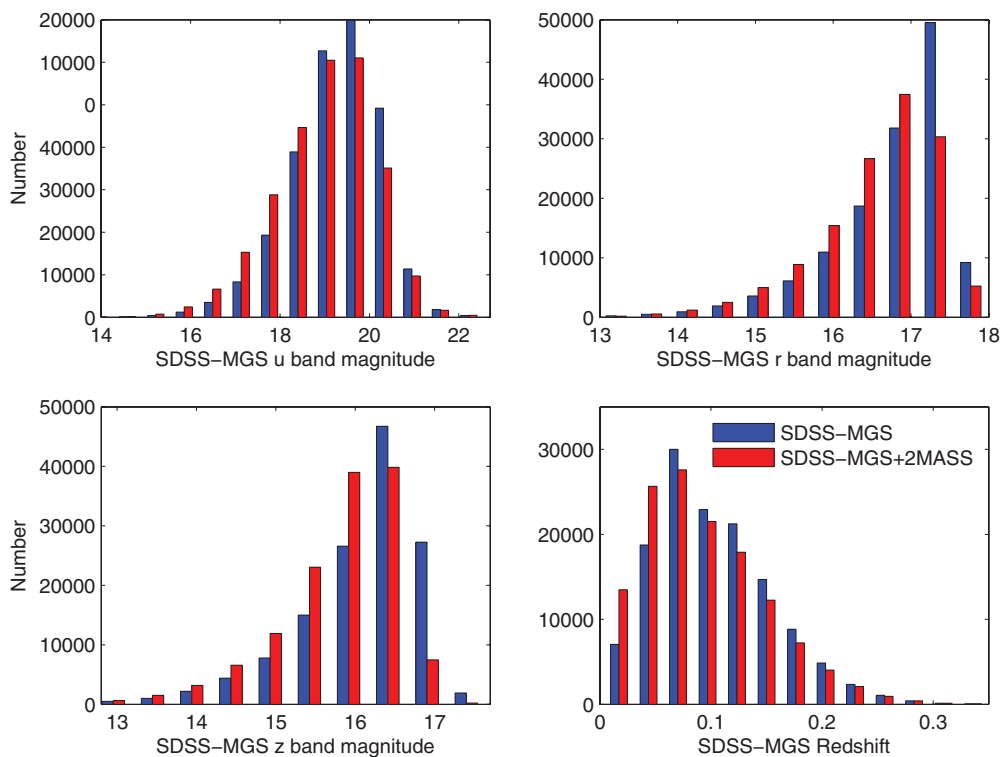 20000
10000
0
40000
30000
20000
10000
0
Number
14 16 18 20 22
SDSS-MGS u band magnitude
50000
40000
30000
20000
10000
0
13 14 15 16 17 18
SDSS-MGS r band magnitude
50000
40000
30000
20000
10000
0
Number
13 14 15 16 17
SDSS-MGS z band magnitude
30000
20000
10000
0
SDSS-MGS
SDSS-MGS+2MASS
0 0.1 0.2 0.3
SDSS-MGS Redshift